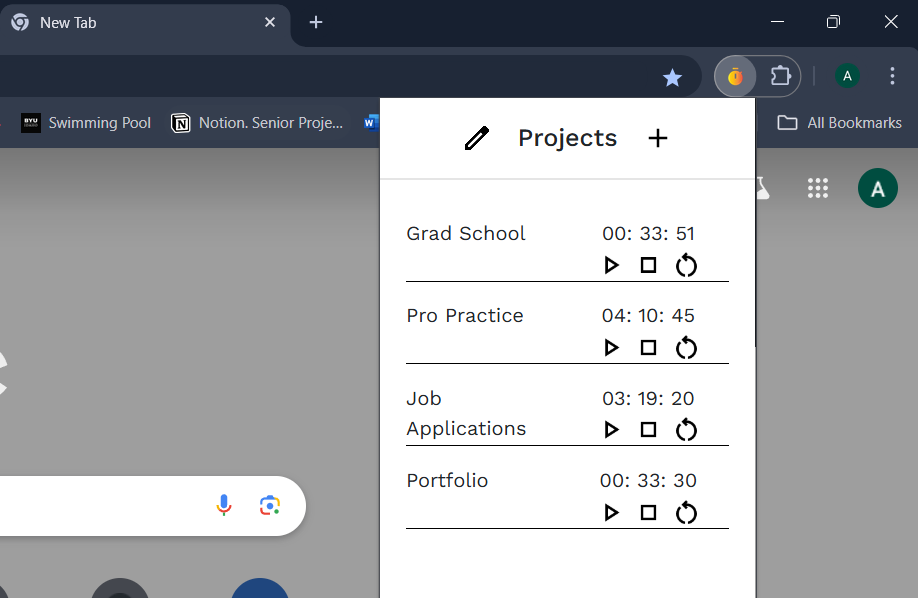 New Tab
A
BYU
Swimming Pool
Notion. Senior Proje...
W
All Bookmarks
A
Projects
Grad School
00: 33: 51
Pro Practice
04: 10: 45
Job
Applications
03: 19: 20
Portfolio
00: 33: 30